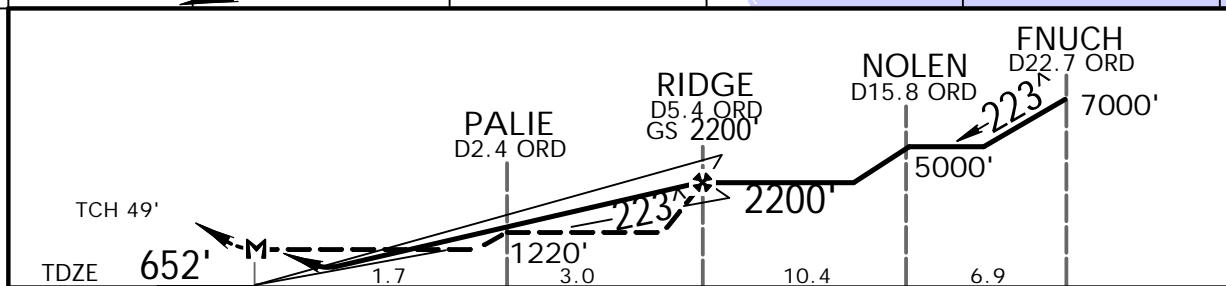 FNUCH
D22.7 ORD
NOLEN
D15.8 ORD
RIDGE
D5.4 ORD
GS 2200'
PALIE
D2.4 ORD
223^
7000'
5000'
2200'
223^
1220'
TCH 49'
M
TDZE 652'
1.7 3.0 10.4 6.9